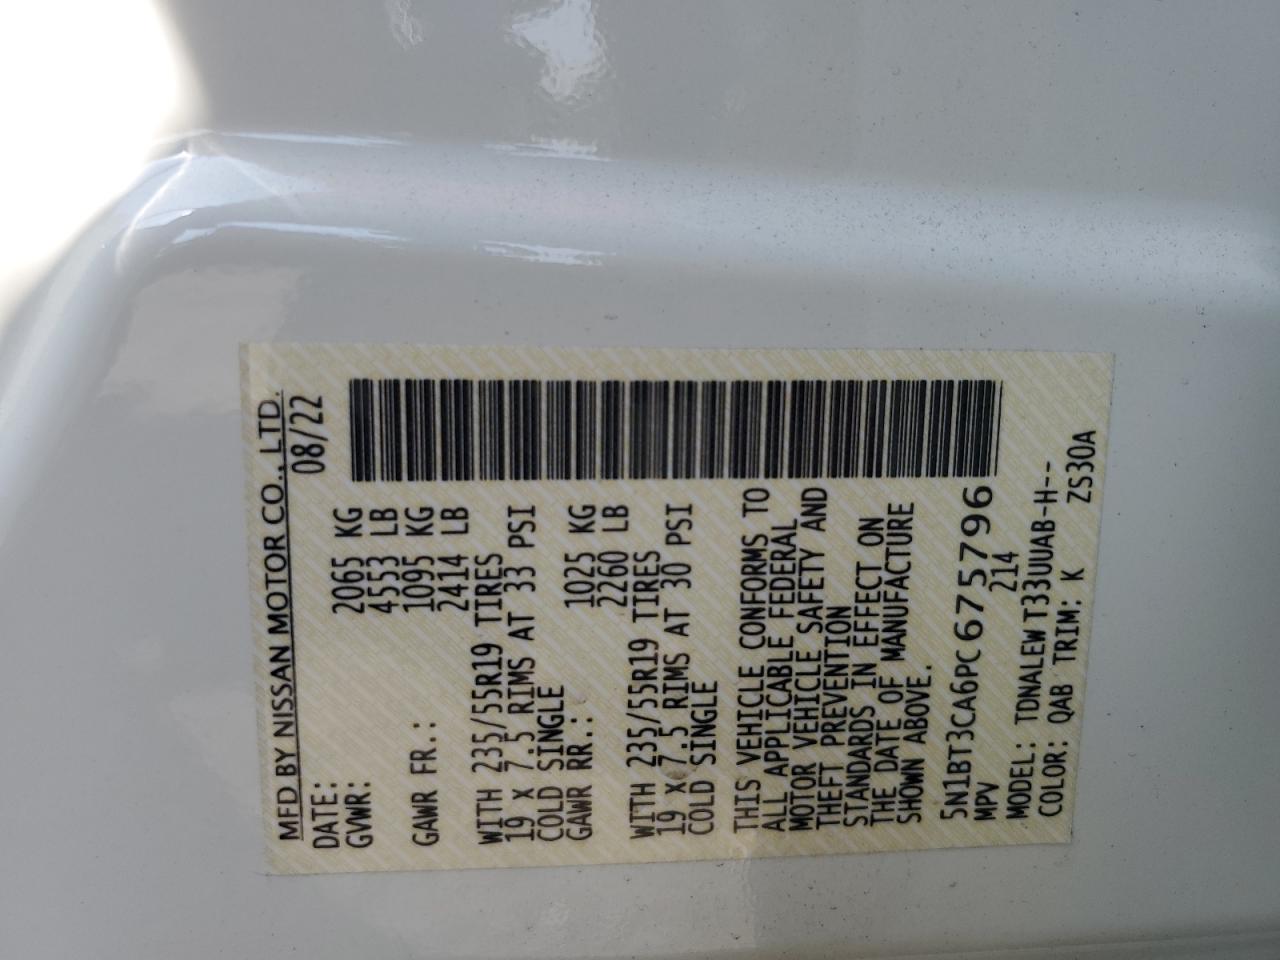 MFD BY NISSAN MOTOR CO., LTD.
DATE: 08/22
GVWR: 2065 KG
4553 LB
GAWR FR.: 1095 KG
2414 LB
WITH 235/55R19 TIRES
19 x 7.5 RIMS AT 33 PSI
COLD SINGLE
GAWR RR.: 1025 KG
2260 LB
WITH 235/55R19 TIRES
19 x 7.5 RIMS AT 30 PSI
COLD SINGLE
THIS VEHICLE CONFORMS TO
ALL APPLICABLE FEDERAL
MOTOR VEHICLE SAFETY AND
THEFT PREVENTION
STANDARDS IN EFFECT ON
THE DATE OF MANUFACTURE
SHOWN ABOVE.
5N1BT3CA6PC675796
MPV 214
MODEL: TDNALEWT33UUAB-H--
COLOR: QAB TRIM: K ZS30A